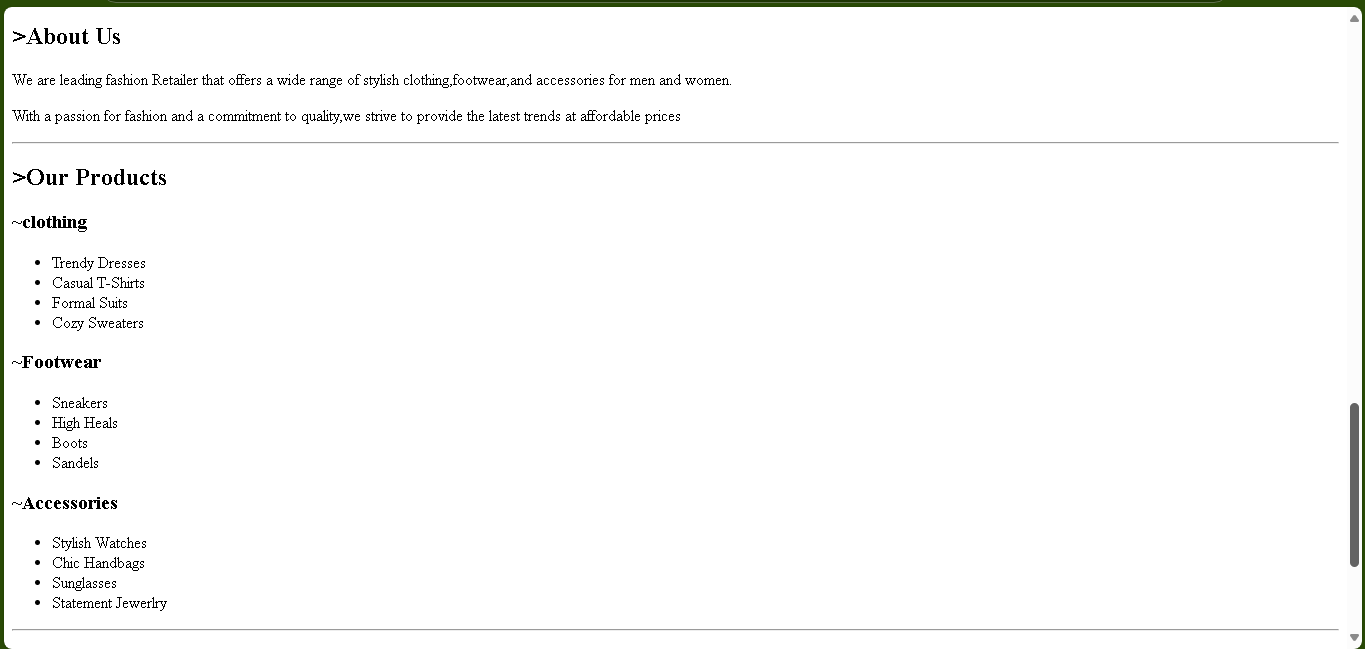 >About Us
We are leading fashion Retailer that offers a wide range of stylish clothing,footwear,and accessories for men and women.
With a passion for fashion and a commitment to quality,we strive to provide the latest trends at affordable prices
>Our Products
~clothing
• Trendy Dresses
• Casual T-Shirts
• Formal Suits
• Cozy Sweaters
~Footwear
• Sneakers
• High Heals
• Boots
• Sandels
~Accessories
• Stylish Watches
• Chic Handbags
• Sunglasses
• Statement Jewerlry